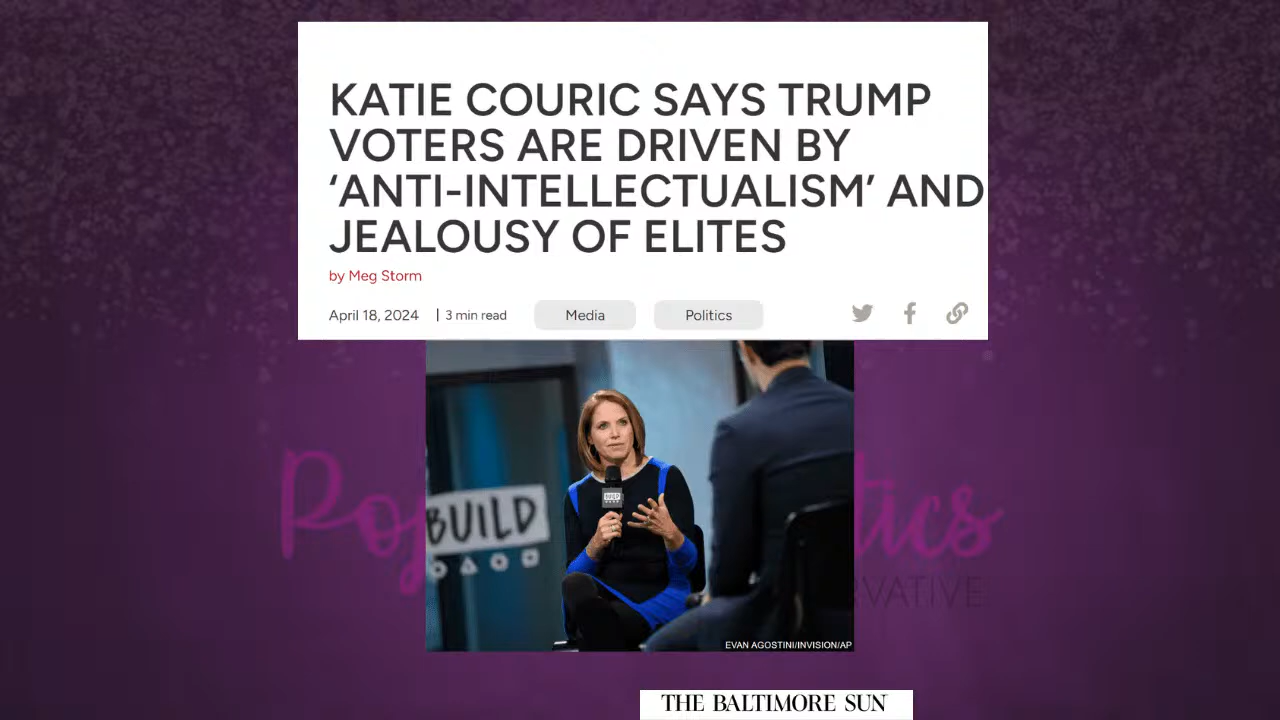 KATIE COURIC SAYS TRUMP
VOTERS ARE DRIVEN BY
‘ANTI-INTELLECTUALISM’ AND
JEALOUSY OF ELITES
by Meg Storm
April 18, 2024 | 3 min read Media Politics
BUILD
BUILD
EVAN AGOSTINI/INVISION/AP
THE BALTIMORE SUN